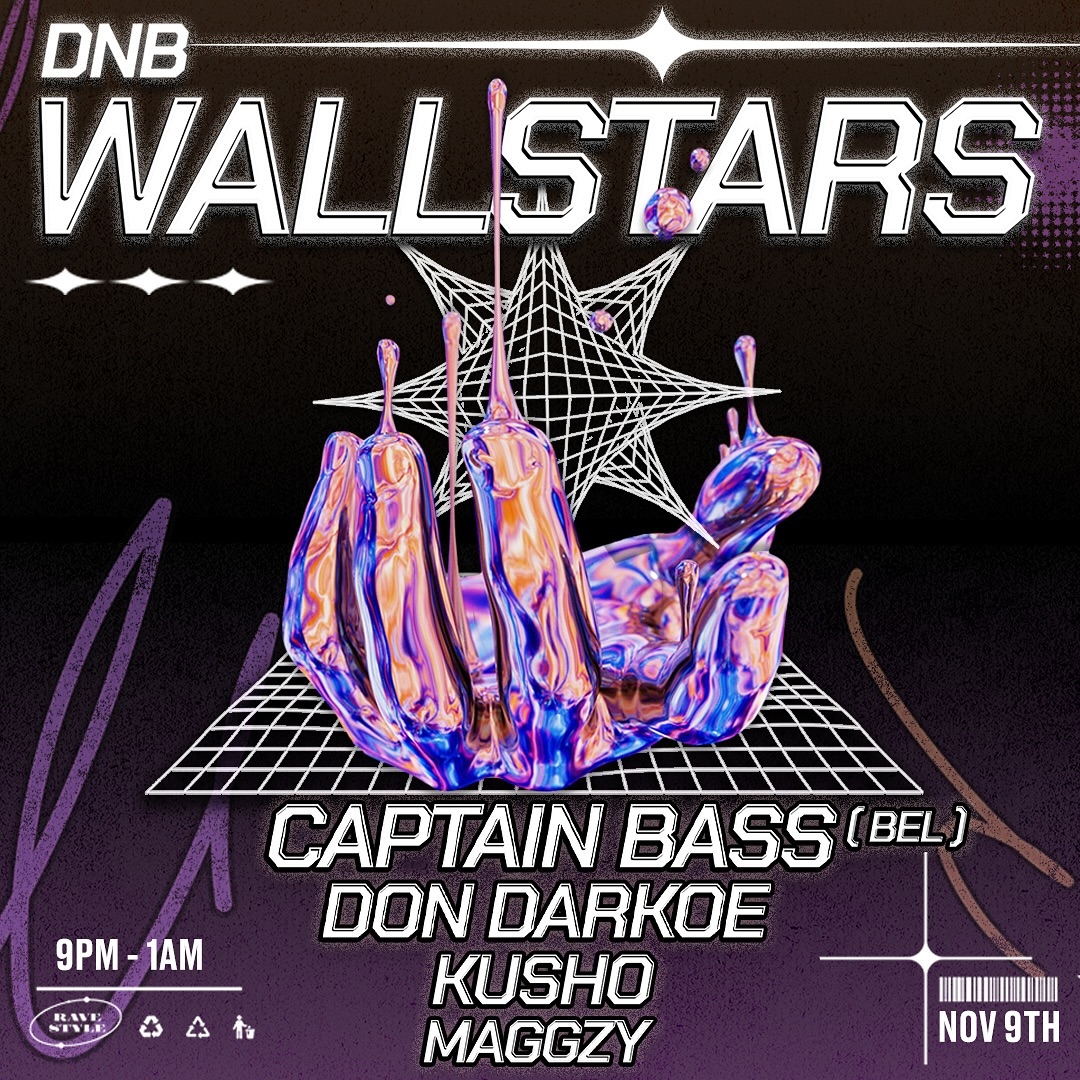 DNB
WALLSTARS
CAPTAIN BASS (BEL)
DON DARKOE
KUSHO
MAGGZY
9PM - 1AM
RAVE
STYLE
NOV 9TH